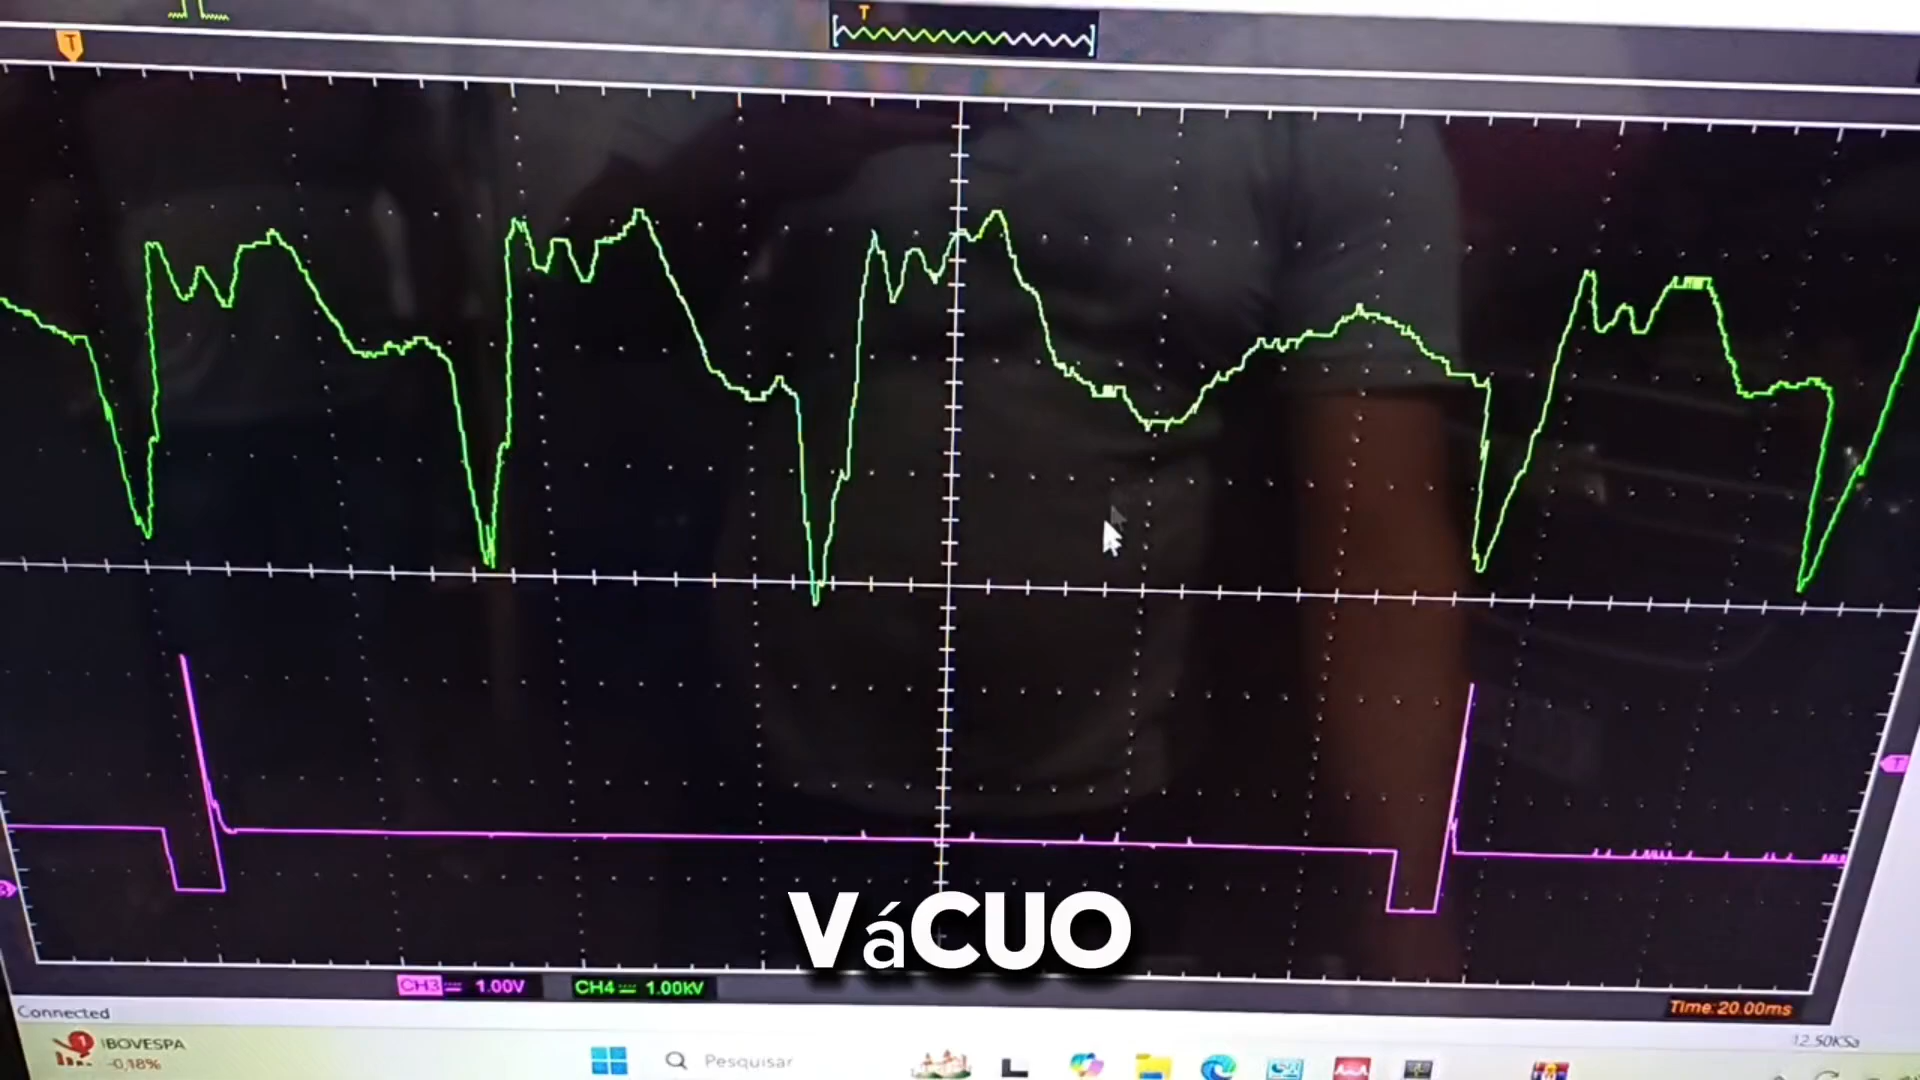 T
T
T
VáCUO
CH3 1.00V CH4 1.00kV
Time:20.00ms
Connected
12.50KSa
IBOVESPA
-0,18%
Pesquisar